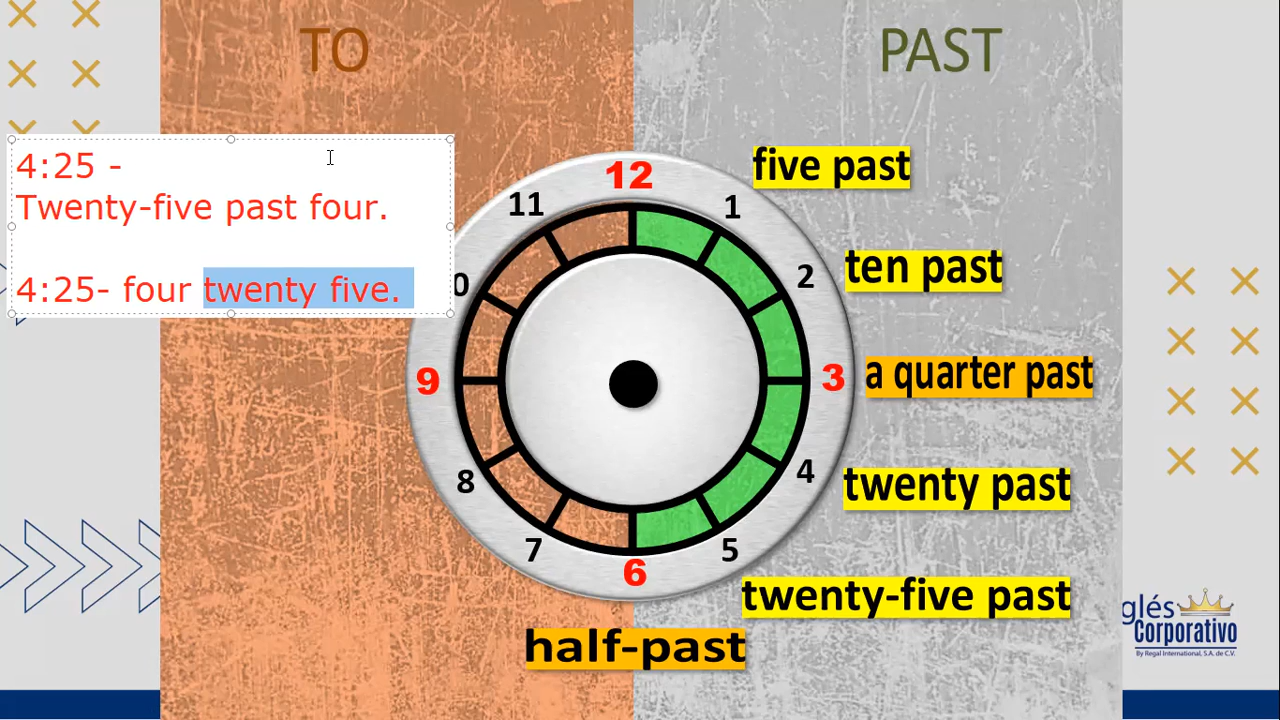 TO
PAST
4:25 -
Twenty-five past four.
4:25- four twenty five.
12
11
1
five past
0
2
ten past
9
3
a quarter past
8
4
twenty past
7
5
6
twenty-five past
half-past
glés
Corporativo
By Regal International, S.A. de C.V.